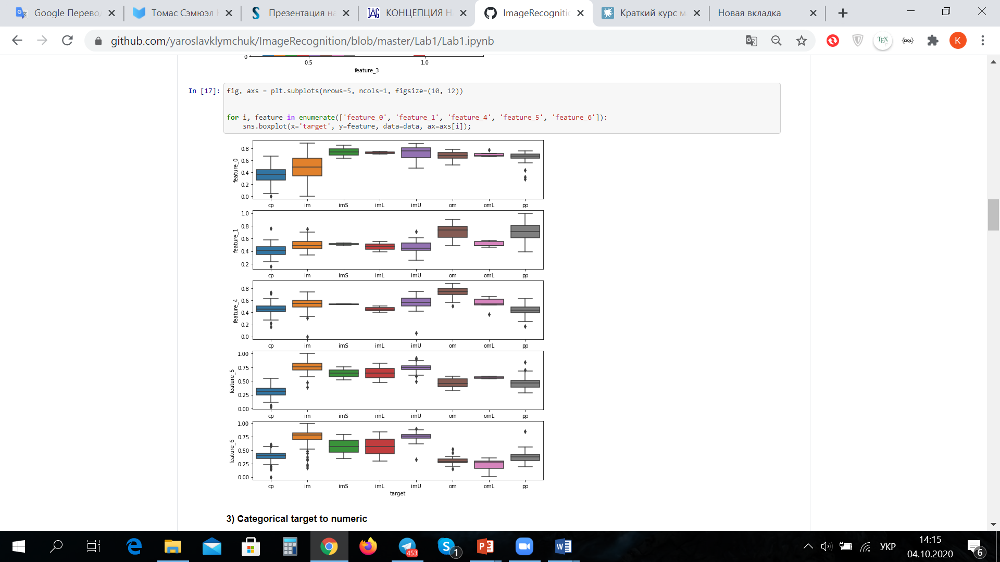 Google Перево
Томас Сэмюэл
Презентация на
КОНЦЕПЦИЯ Н
ImageRecognitio
Краткий курс м
Новая вкладка
github.com/yaroslavklymchuk/ImageRecognition/blob/master/Lab1/Lab1.ipynb
TEX
{CiQL}
K
0
0.5 1.0
feature_3
In [17]:
fig, axs = plt.subplots(nrows=5, ncols=1, figsize=(10, 12))
for i, feature in enumerate(['feature_0', 'feature_1', 'feature_4', 'feature_5', 'feature_6']):
sns.boxplot(x='target', y=feature, data=data, ax=axs[i]);
feature_0
0.8
0.6
0.4
0.2
0.0
cp im imS imL imU om omL pp
feature_1
1.0
0.8
0.6
0.4
0.2
cp im imS imL imU om omL pp
feature_4
0.8
0.6
0.4
0.2
0.0
cp im imS imL imU om omL pp
feature_5
1.00
0.75
0.50
0.25
0.00
cp im imS imL imU om omL pp
feature_6
1.00
0.75
0.50
0.25
0.00
cp im imS imL imU om omL pp
target
3) Categorical target to numeric
453
1
УКР
14:15
04.10.2020
6